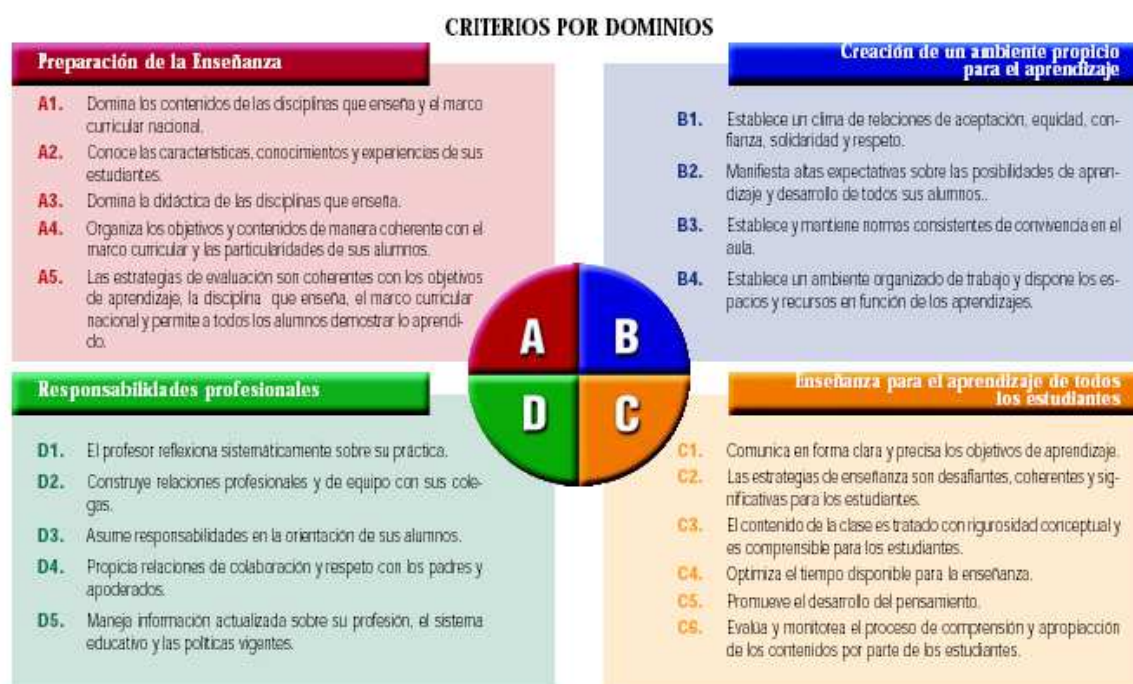 CRITERIOS POR DOMINIOS
Preparación de la Enseñanza
A1. Domina los contenidos de las disciplinas que enseña y el marco
curricular nacional.
A2. Conoce las características, conocimientos y experiencias de sus
estudiantes.
A3. Domina la didáctica de las disciplinas que enseña.
A4. Organiza los objetivos y contenidos de manera coherente con el
marco curricular y las particularidades de sus alumnos.
A5. Las estrategias de evaluación son coherentes con los objetivos
de aprendizaje, la disciplina que enseña, el marco curricular
nacional y permite a todos los alumnos demostrar lo aprendi-
do.
Creación de un ambiente propicio
para el aprendizaje
B1. Establece un clima de relaciones de aceptación, equidad, con-
fianza, solidaridad y respeto.
B2. Manifiesta altas expectativas sobre las posibilidades de apren-
dizaje y desarrollo de todos sus alumnos..
B3. Establece y mantiene normas consistentes de convivencia en el
aula.
B4. Establece un ambiente organizado de trabajo y dispone los es-
pacios y recursos en función de los aprendizajes.
A B
D C
Responsabilidades profesionales
D1. El profesor reflexiona sistemáticamente sobre su práctica.
D2. Construye relaciones profesionales y de equipo con sus cole-
gas.
D3. Asume responsabilidades en la orientación de sus alumnos.
D4. Propicia relaciones de colaboración y respeto con los padres y
apoderados.
D5. Maneja información actualizada sobre su profesión, el sistema
educativo y las políticas vigentes.
Enseñanza para el aprendizaje de todos
los estudiantes
C1. Comunica en forma clara y precisa los objetivos de aprendizaje.
C2. Las estrategias de enseñanza son desafiantes, coherentes y sig-
nificativas para los estudiantes.
C3. El contenido de la clase es tratado con rigurosidad conceptual y
es comprensible para los estudiantes.
C4. Optimiza el tiempo disponible para la enseñanza.
C5. Promueve el desarrollo del pensamiento.
C6. Evalúa y monitorea el proceso de comprensión y apropiacción
de los contenidos por parte de los estudiantes.